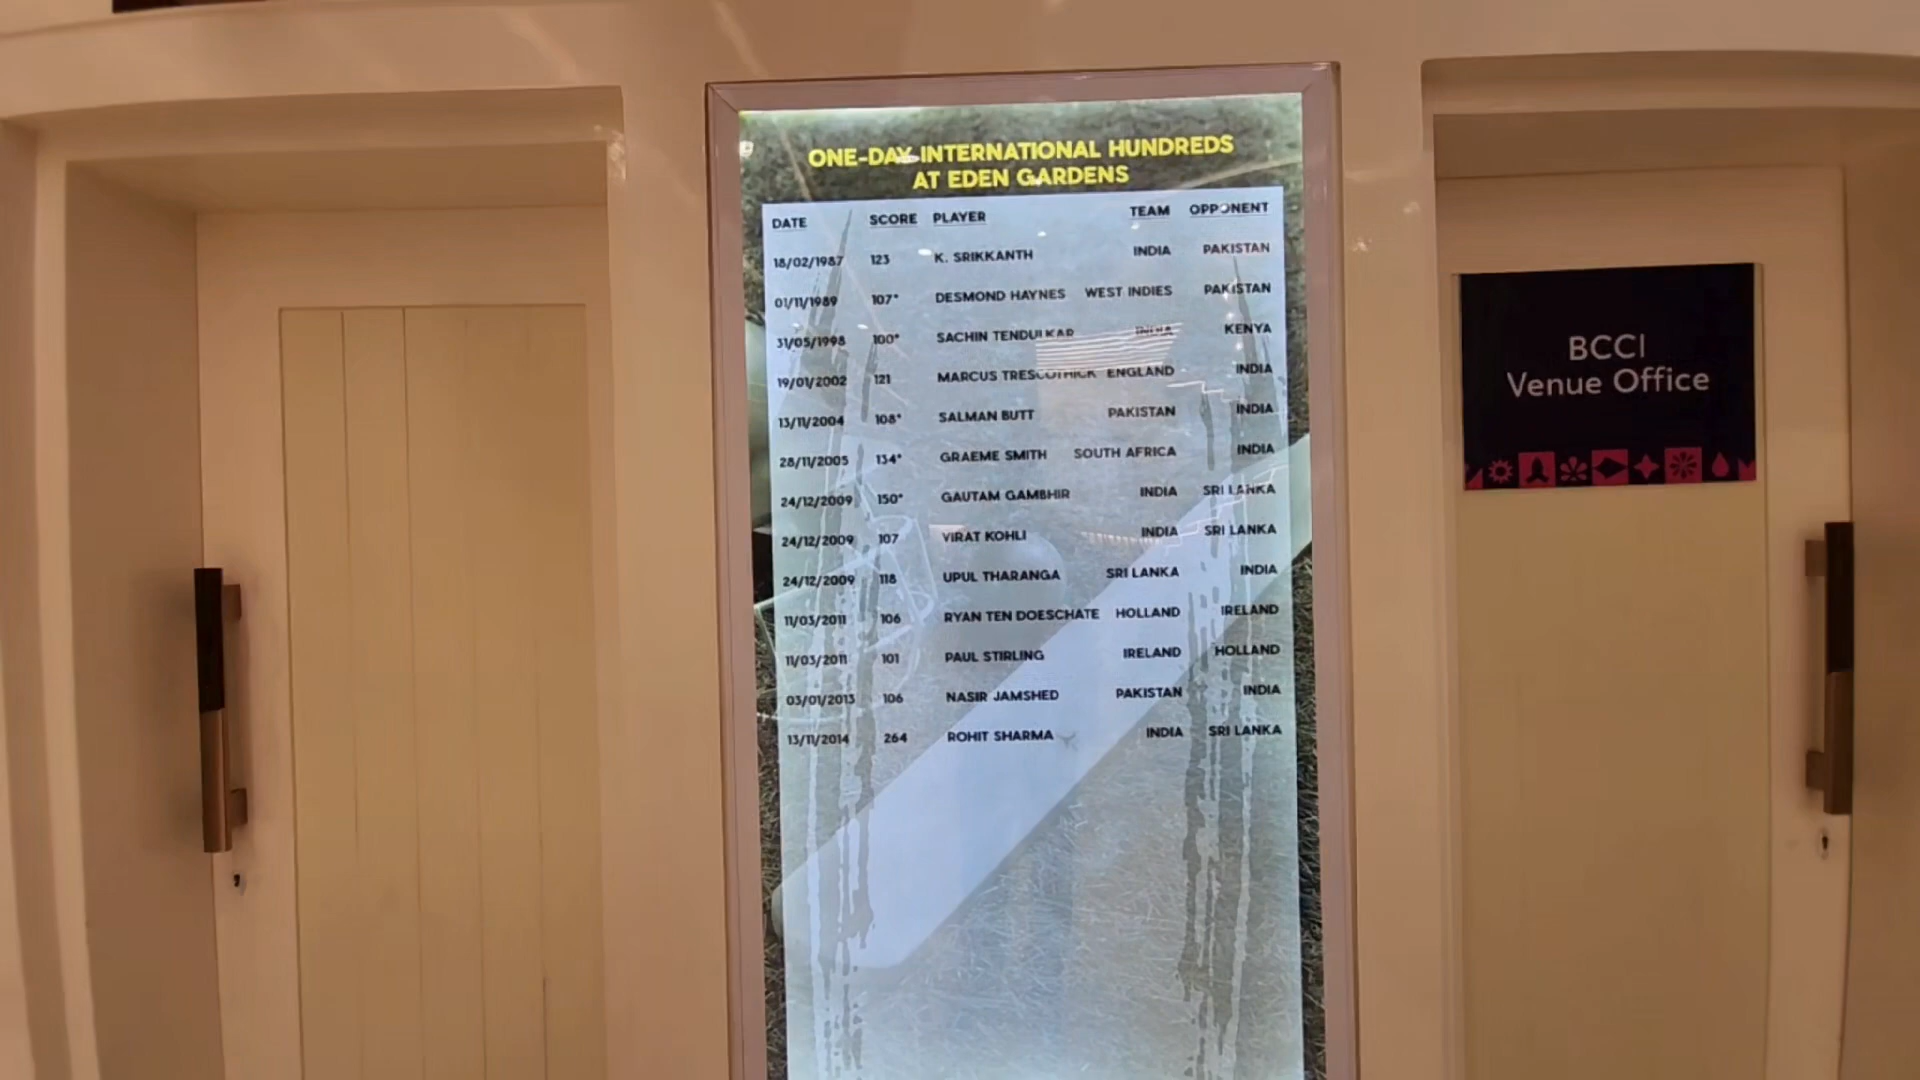 ONE-DAY INTERNATIONAL HUNDREDS
AT EDEN GARDENS
DATE SCORE PLAYER TEAM OPPONENT
18/02/1987 123 K. SRIKKANTH INDIA PAKISTAN
01/11/1989 107* DESMOND HAYNES WEST INDIES PAKISTAN
31/05/1998 100* SACHIN TENDULKAR INDIA KENYA
19/01/2002 121 MARCUS TRESCOTHICK ENGLAND INDIA
13/11/2004 108* SALMAN BUTT PAKISTAN INDIA
28/11/2005 134* GRAEME SMITH SOUTH AFRICA INDIA
24/12/2009 150* GAUTAM GAMBHIR INDIA SRI LANKA
24/12/2009 107 VIRAT KOHLI INDIA SRI LANKA
24/12/2009 118 UPUL THARANGA SRI LANKA INDIA
11/03/2011 106 RYAN TEN DOESCHATE HOLLAND IRELAND
11/03/2011 101 PAUL STIRLING IRELAND HOLLAND
03/01/2013 106 NASIR JAMSHED PAKISTAN INDIA
13/11/2014 264 ROHIT SHARMA INDIA SRI LANKA
BCCI
Venue Office